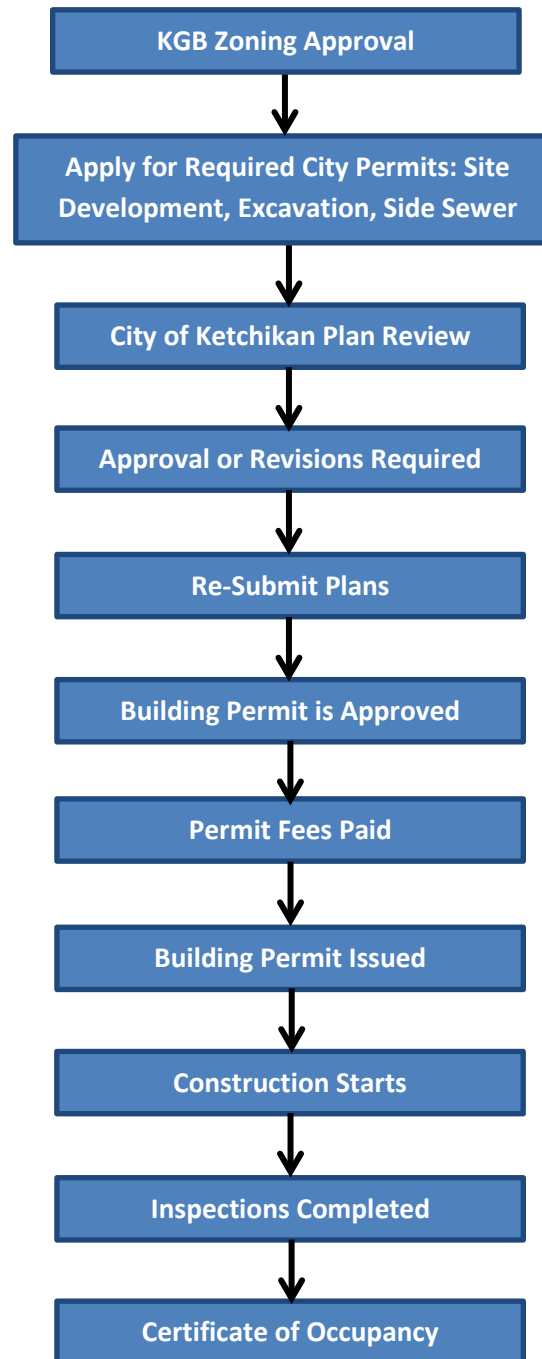 KGB Zoning Approval
Apply for Required City Permits: Site
Development, Excavation, Side Sewer
City of Ketchikan Plan Review
Approval or Revisions Required
Re-Submit Plans
Building Permit is Approved
Permit Fees Paid
Building Permit Issued
Construction Starts
Inspections Completed
Certificate of Occupancy